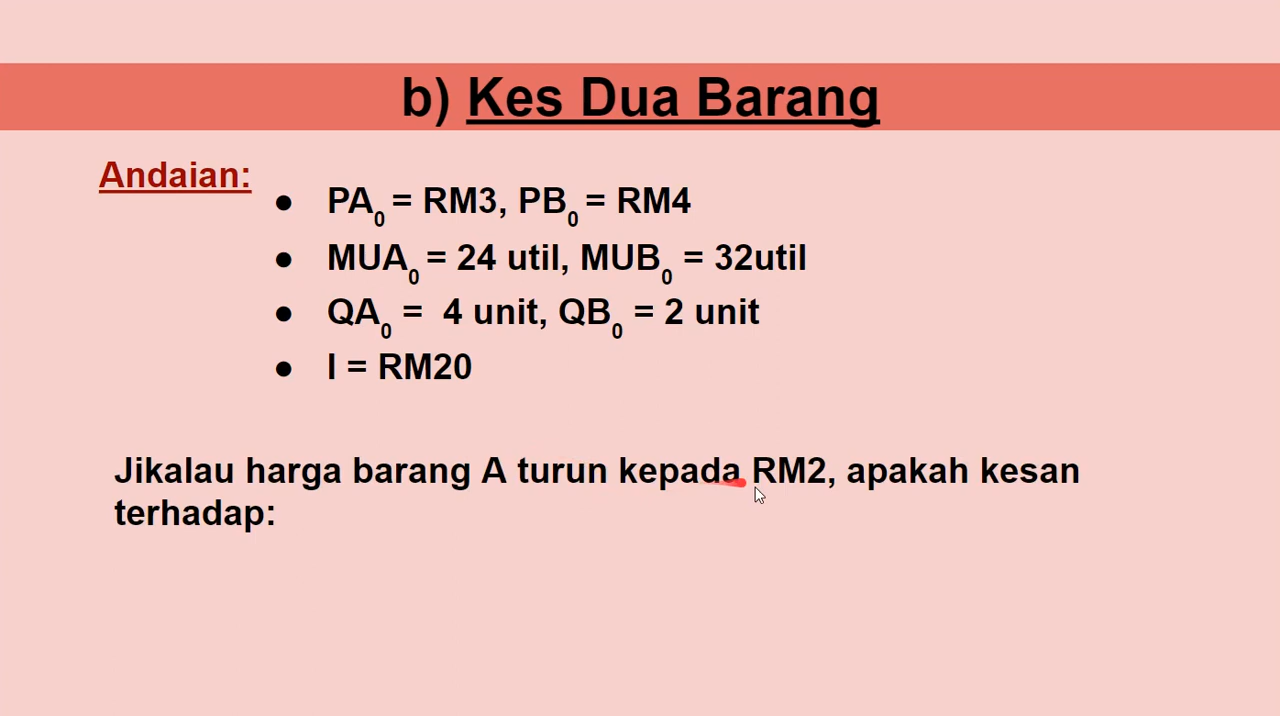 b) Kes Dua Barang
Andaian:
● PA₀ = RM3, PB₀ = RM4
● MUA₀ = 24 util, MUB₀ = 32util
● QA₀ = 4 unit, QB₀ = 2 unit
● I = RM20
Jikalau harga barang A turun kepada RM2, apakah kesan
terhadap: